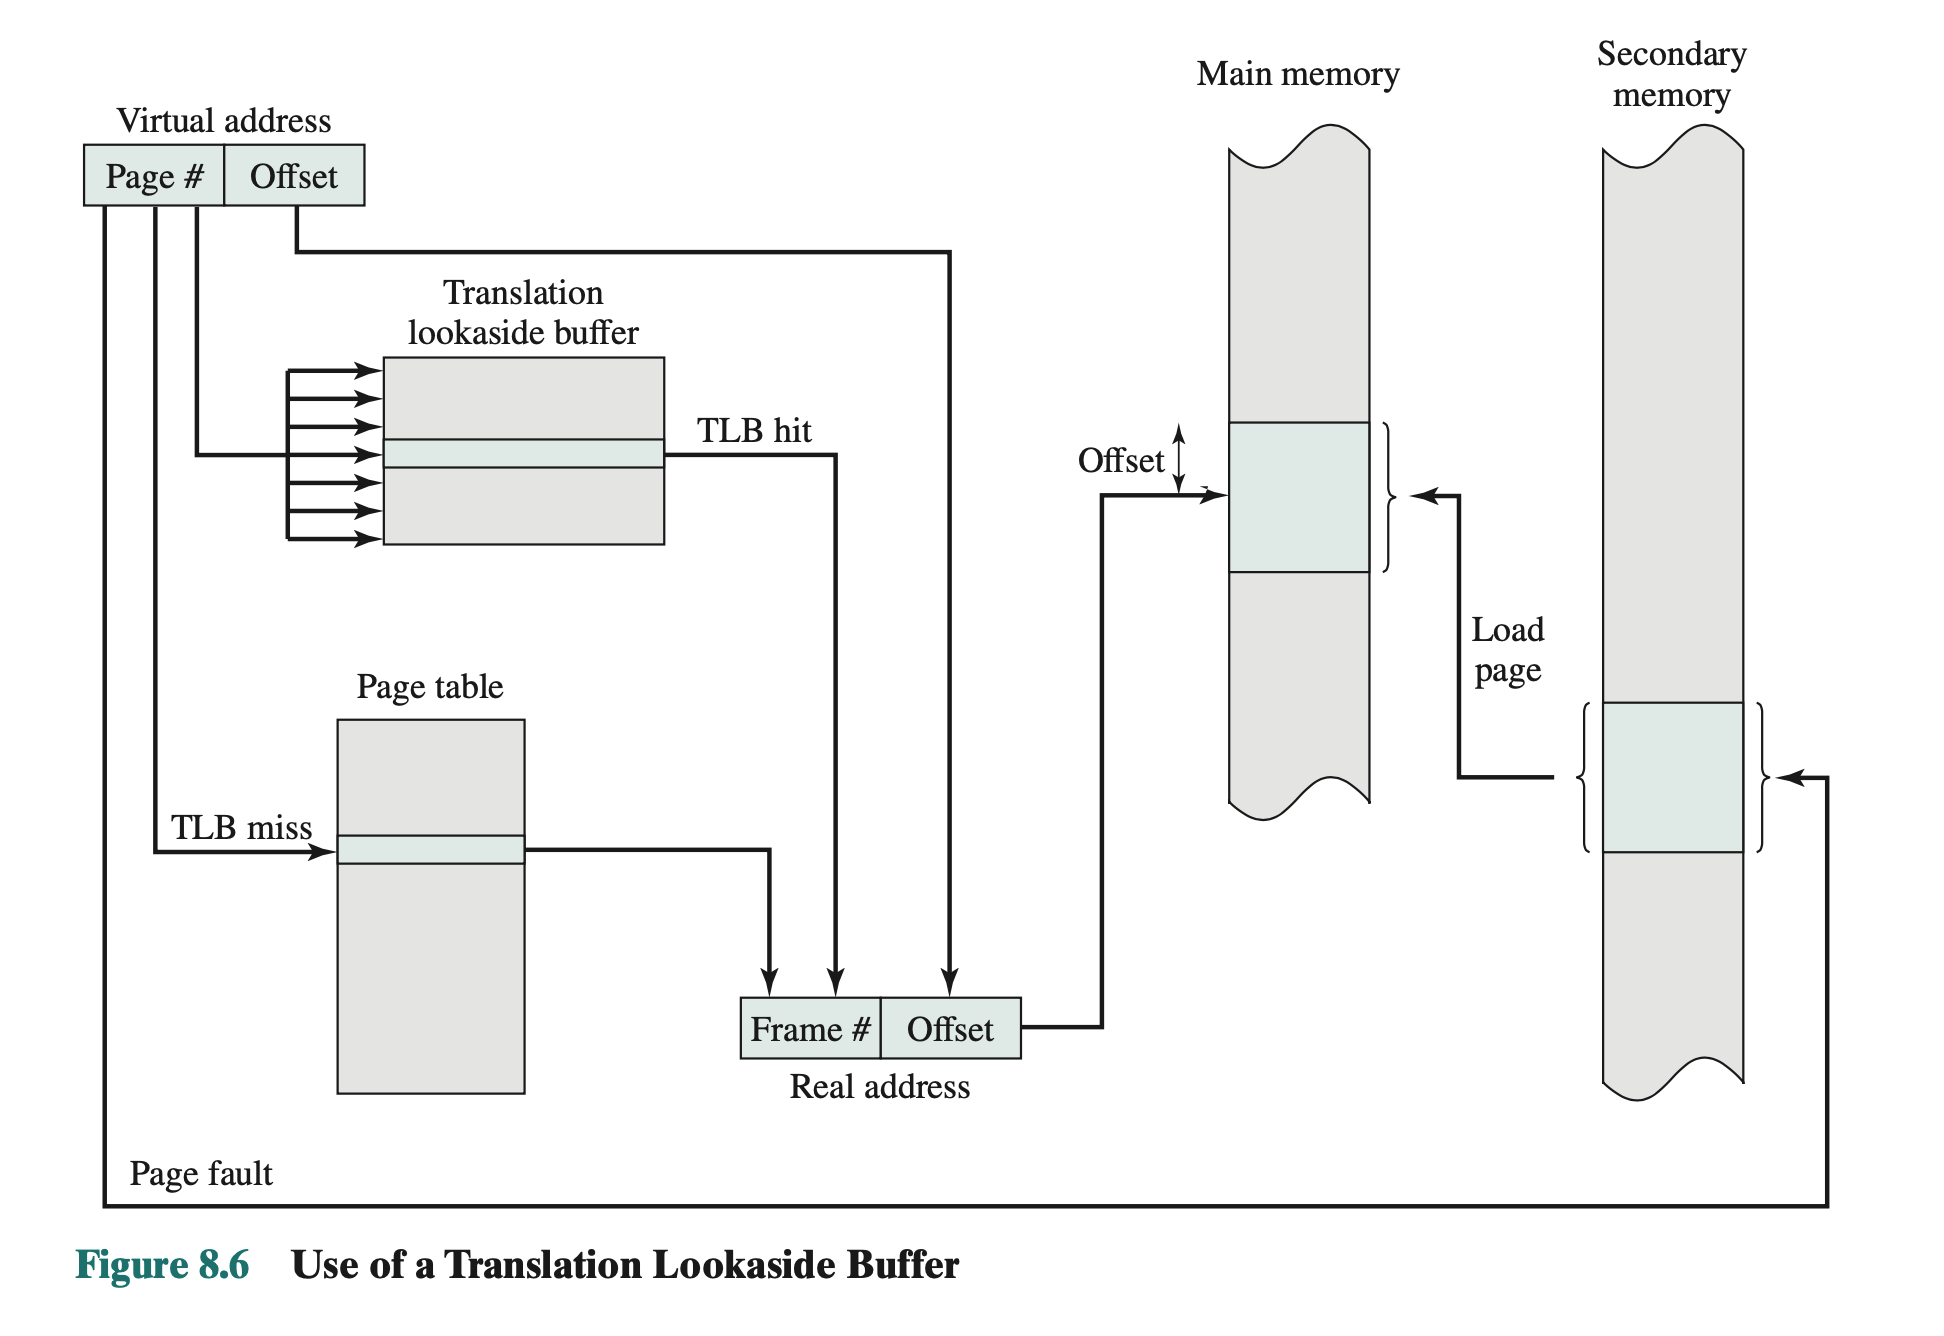 Main memory
Secondary
memory
Virtual address
Page #
Offset
Translation
lookaside buffer
TLB hit
Offset
Load
page
Page table
TLB miss
Frame #
Offset
Real address
Page fault
Figure 8.6 Use of a Translation Lookaside Buffer